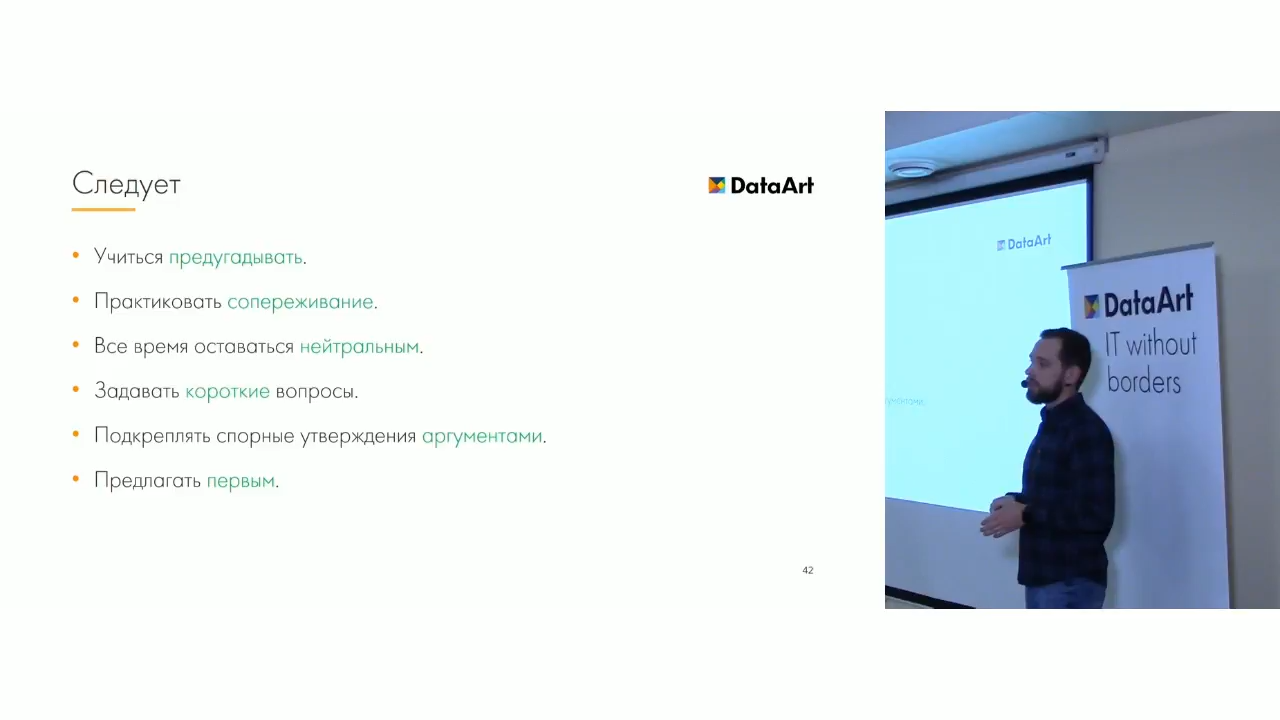 Следует
DataArt
• Учиться предугадывать.
• Практиковать сопереживание.
• Все время оставаться нейтральным.
• Задавать короткие вопросы.
• Подкреплять спорные утверждения аргументами.
• Предлагать первым.
42
DataArt
DataArt
IT without
borders